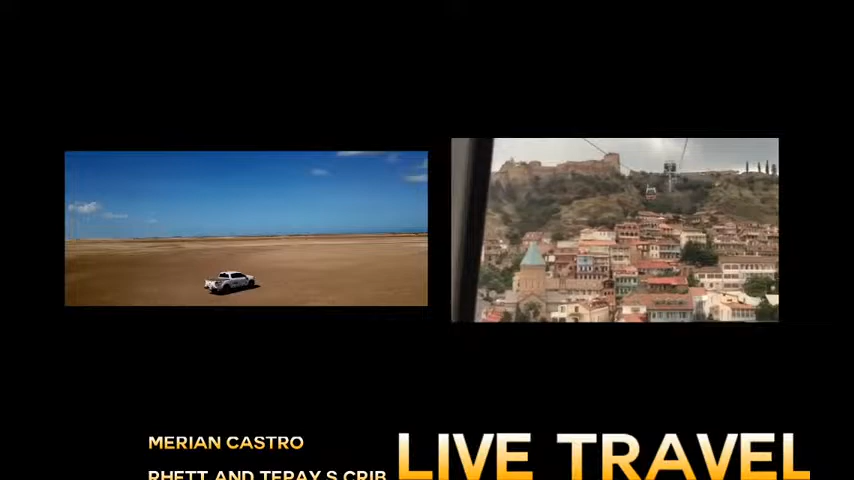 MERIAN CASTRO
RHETT AND TEPAY S CRIB
LIVE TRAVEL